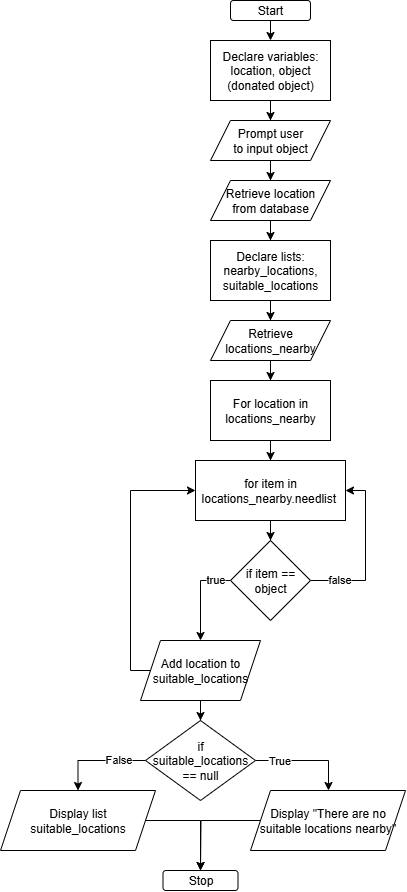 Start
Declare variables:
location, object
(donated object)
Prompt user
to input object
Retrieve location
from database
Declare lists:
nearby_locations,
suitable_locations
Retrieve
locations_nearby
For location in
locations_nearby
for item in
locations_nearby.needlist
if item ==
object
true
false
Add location to
suitable_locations
if
suitable_locations
== null
False
True
Display list
suitable_locations
Display "There are no
suitable locations nearby"
Stop